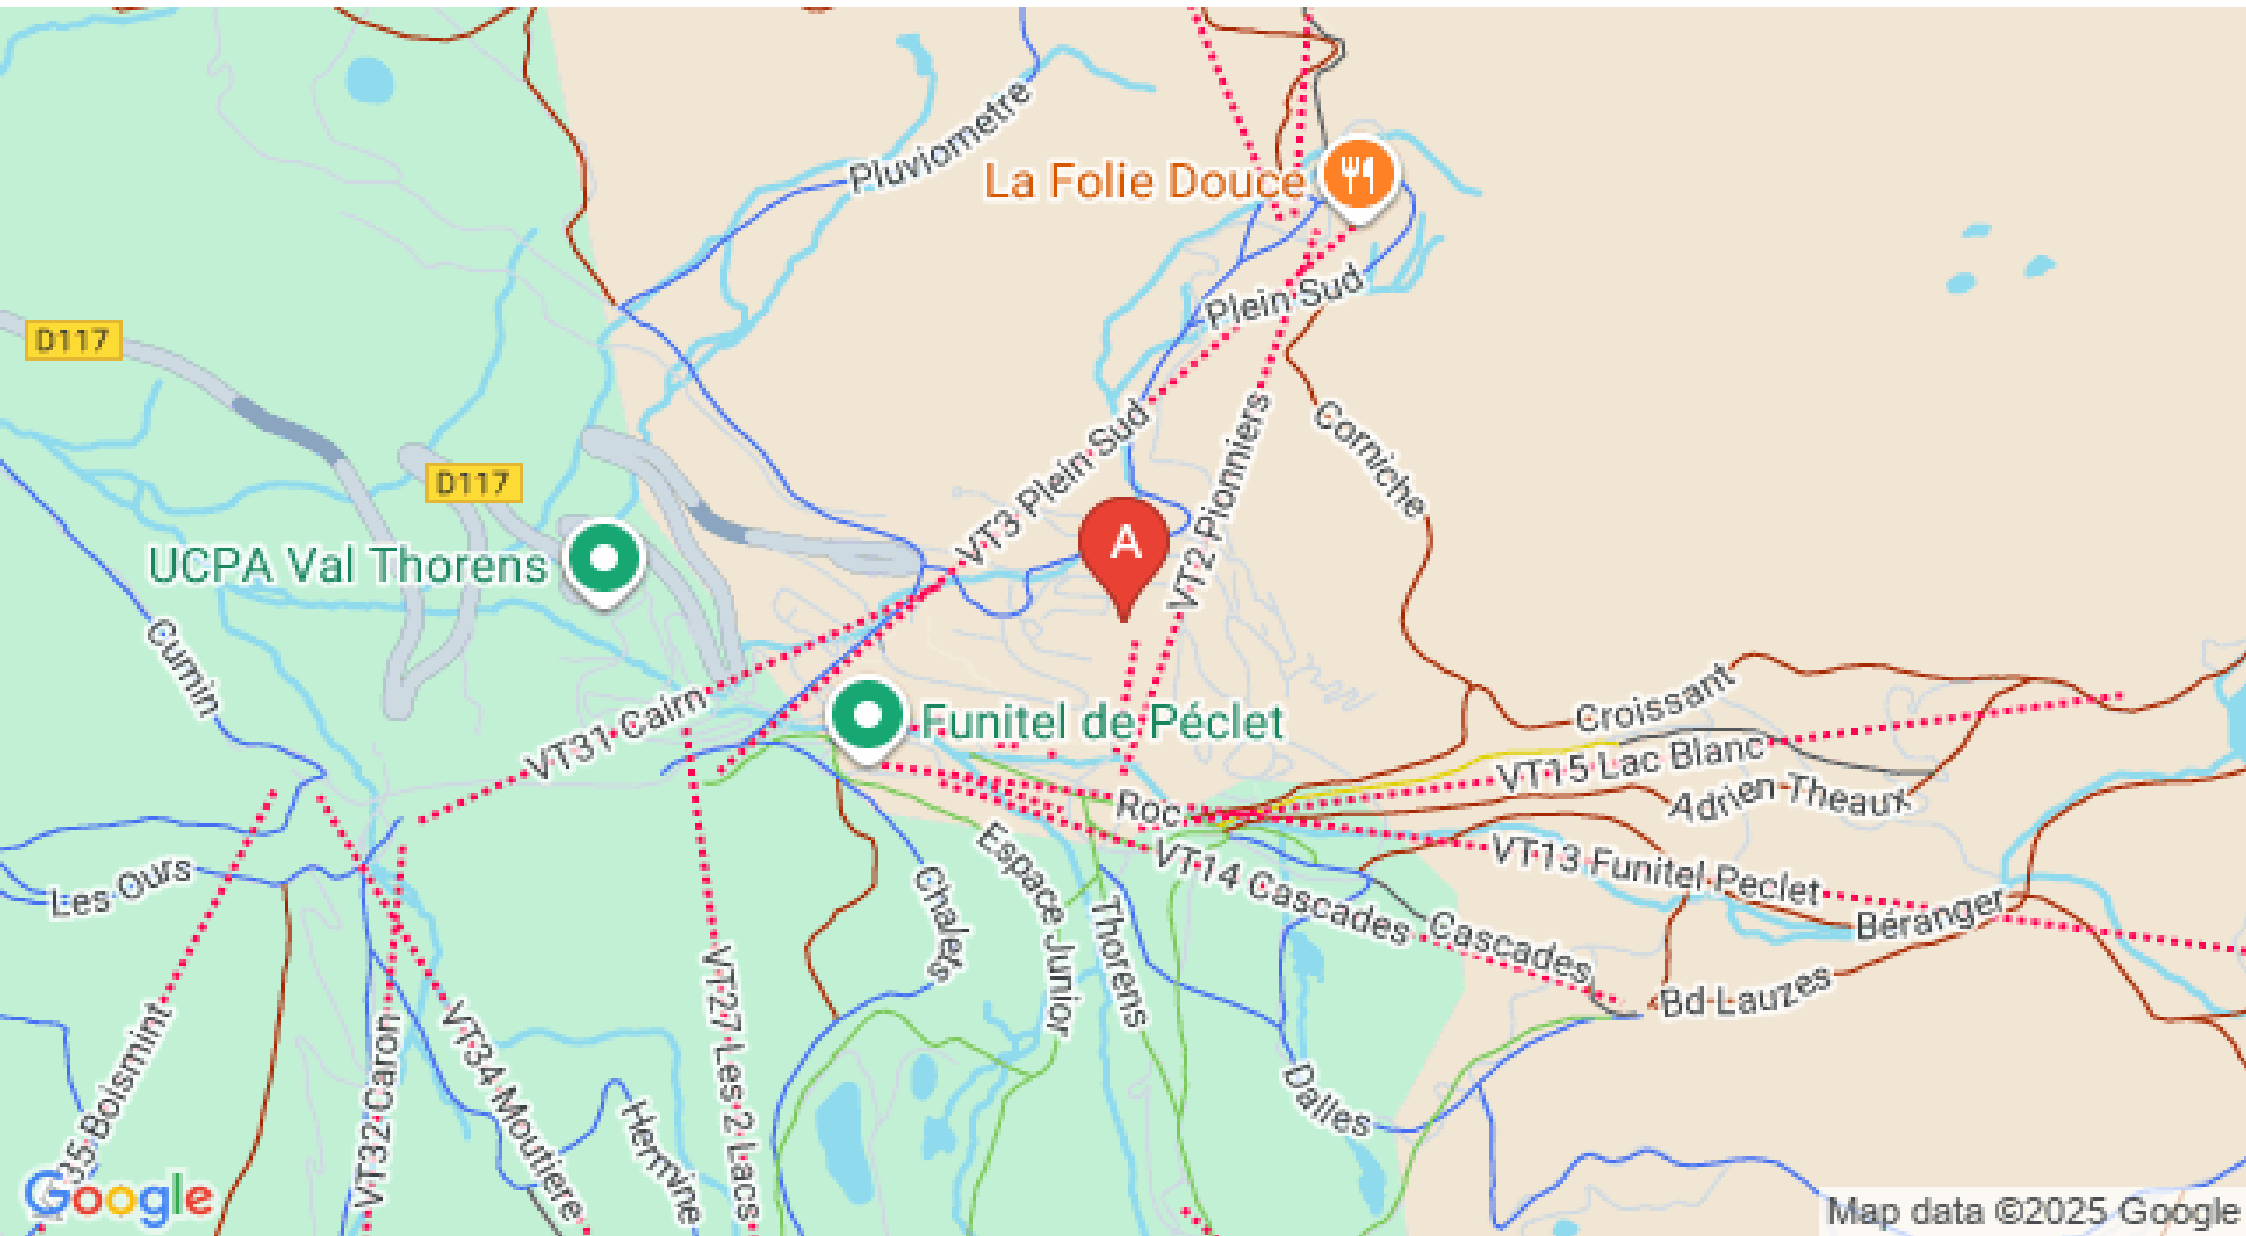 Pluviometre
La Folie Douce
Plein Sud
D117
D117
VT3 Plein Sud
VT2 Pionniers
Corniche
A
UCPA Val Thorens
Cumin
VT31 Cairn
Funitel de Péclet
Croissant
VT15 Lac Blanc
Adrien Theaux
Roc
VT13 Funitel Peclet
VT14 Cascades
Cascades
Béranger
Bd Lauzes
Les Ours
Chalets
Espace Junior
Thorens
Dalles
35 Boismint
VT32 Caron
VT34 Moutiere
Hermine
VT27 Les 2 Lacs
Google
Map data ©2025 Google